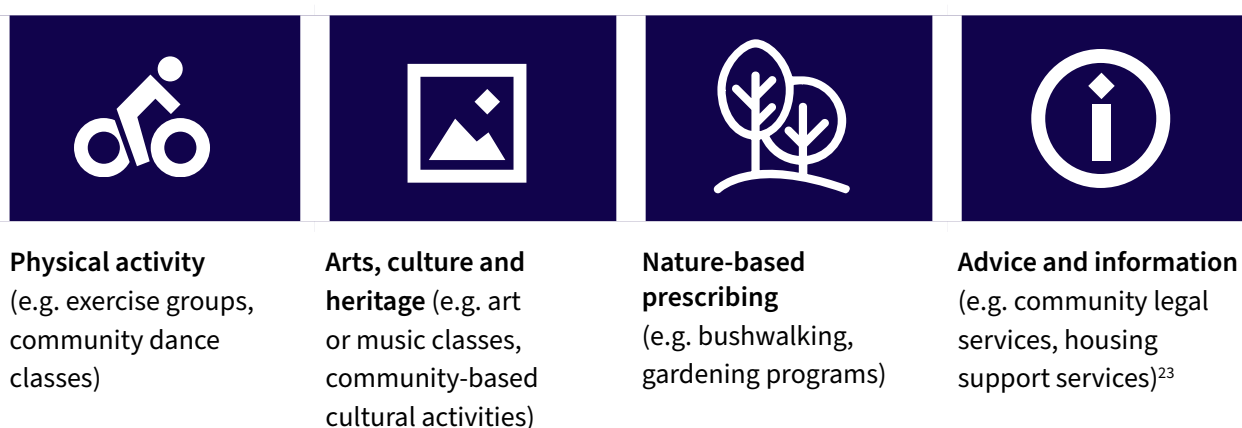 Physical activity
(e.g. exercise groups,
community dance
classes)
Arts, culture and
heritage (e.g. art
or music classes,
community-based
cultural activities)
Nature-based
prescribing
(e.g. bushwalking,
gardening programs)
Advice and information
(e.g. community legal
services, housing
support services)²³